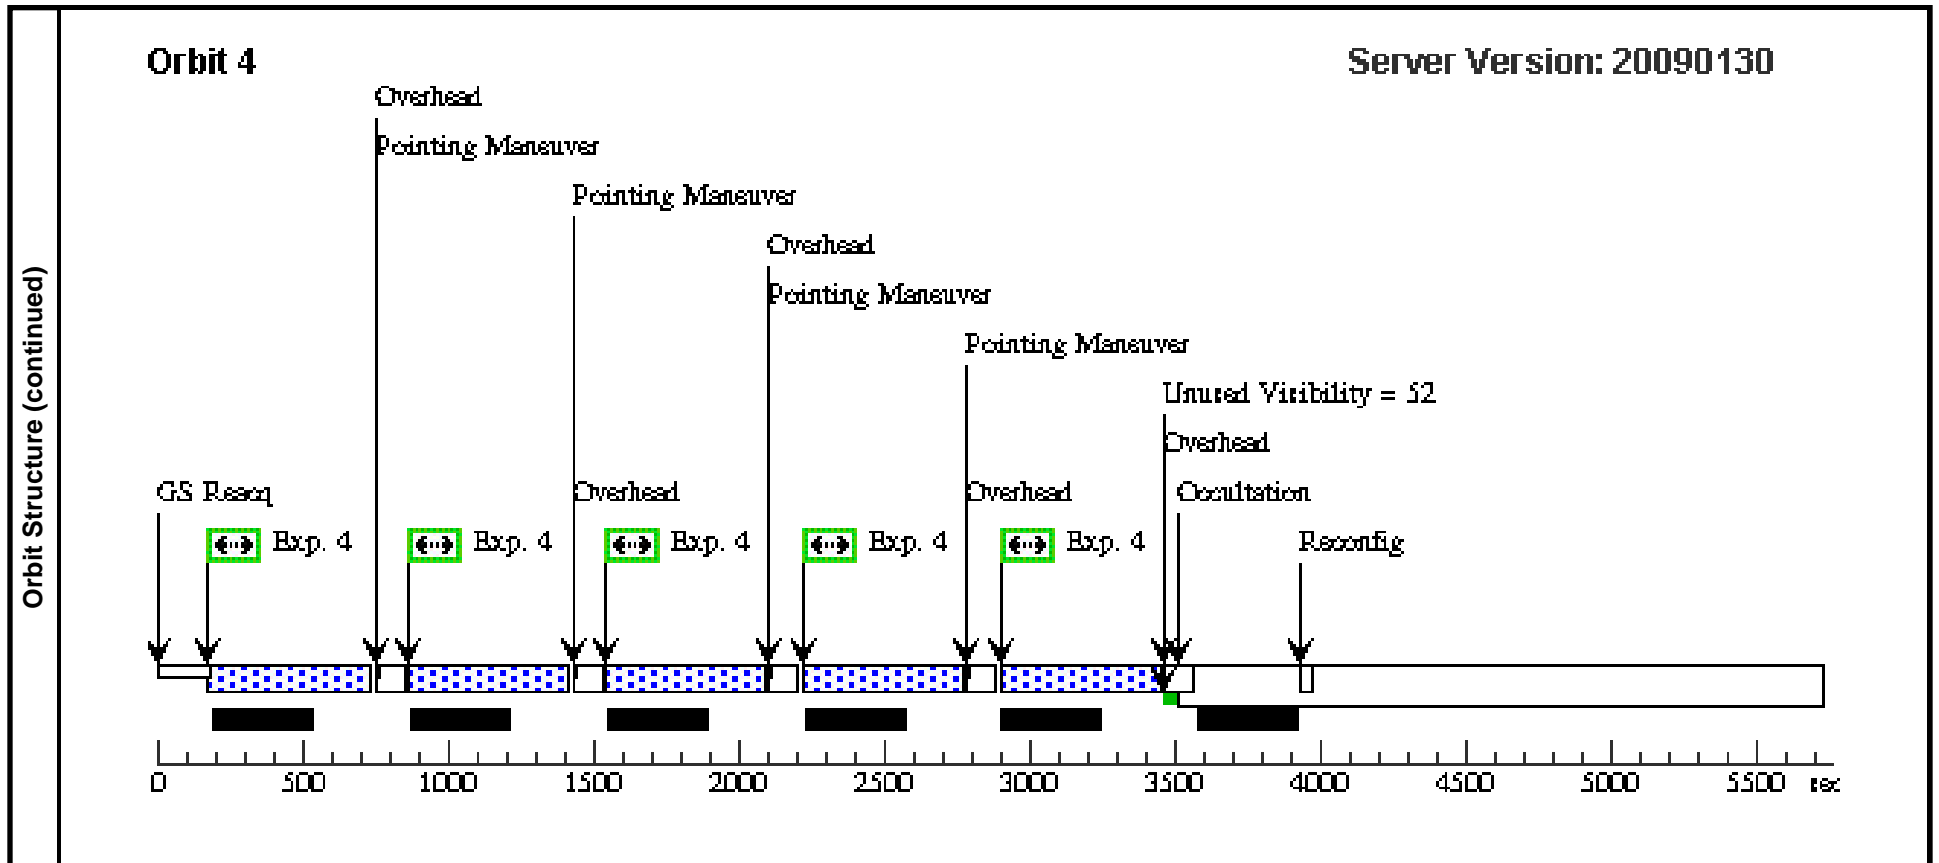 Orbit Structure (continued)
Orbit 4
Server Version: 20090130
Overhead
Pointing Maneuver
Pointing Maneuver
Overhead
Pointing Maneuver
Pointing Maneuver
Unused Visibility = 52
Overhead
GS Reacq
Overhead
Overhead
Occultation
Exp. 4
Exp. 4
Exp. 4
Exp. 4
Exp. 4
Reconfig
0 500 1000 1500 2000 2500 3000 3500 4000 4500 5000 5500 sec